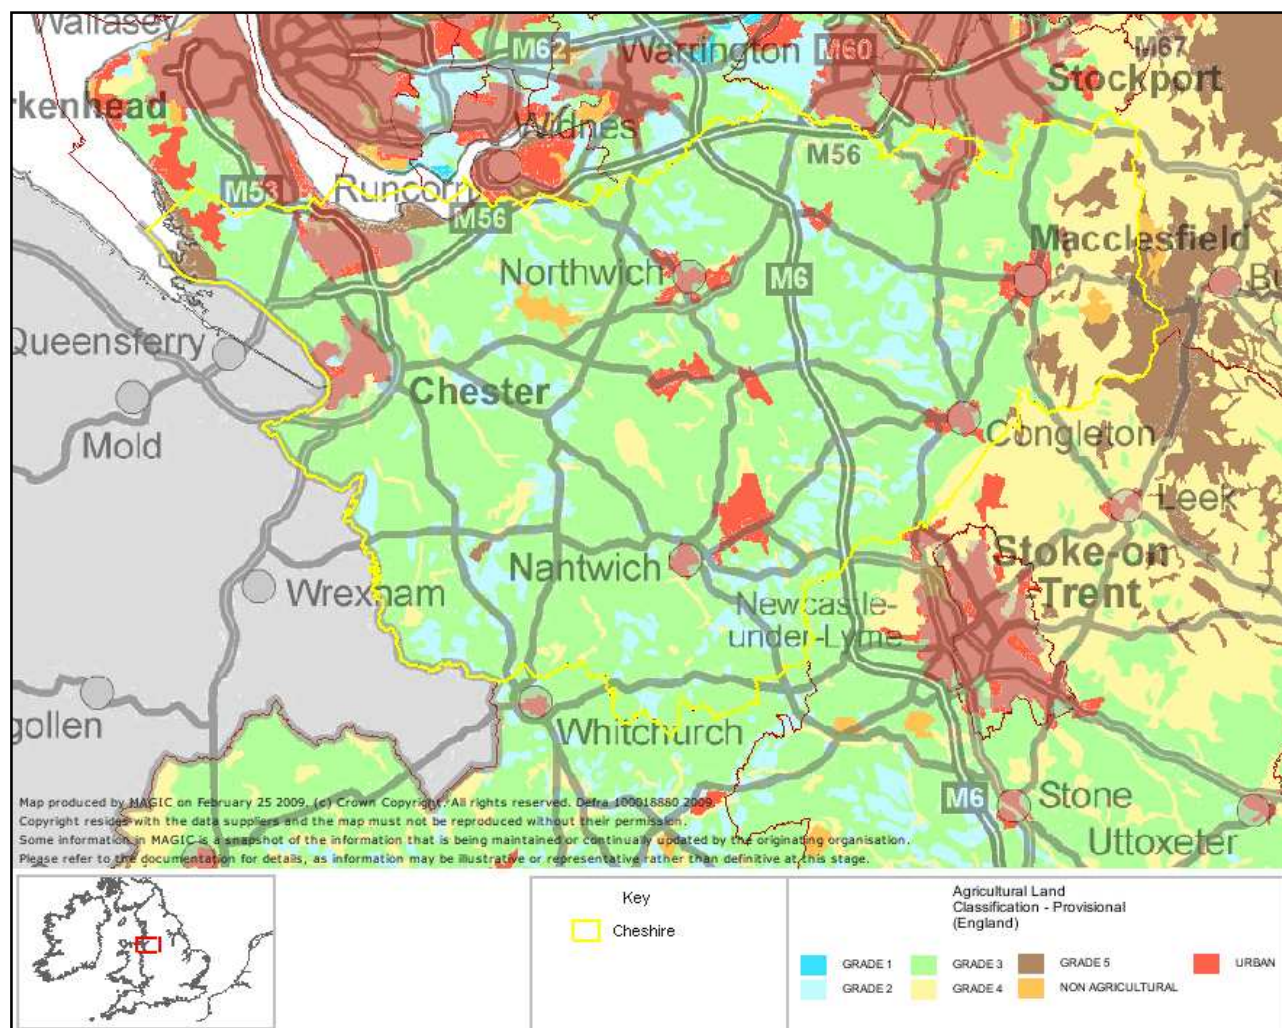 Wallasey
M62
Warrington
M60
M67
Stockport
rkenhead
Widnes
M56
M53
Runcorn
M56
Macclesfield
Northwich
M6
Bu
Queensferry
Chester
Mold
Congleton
Leek
Stoke-on
-Trent
Nantwich
Wrexham
Newcastle-
under-Lyme
gollen
Whitchurch
M6
Stone
Uttoxeter
Map produced by MAGIC on February 25 2009. (c) Crown Copyright. All rights reserved. Defra 100018880 2009.
Copyright resides with the data suppliers and the map must not be reproduced without their permission.
Some information in MAGIC is a snapshot of the information that is being maintained or continually updated by the originating organisation.
Please refer to the documentation for details, as information may be illustrative or representative rather than definitive at this stage.
Key
Cheshire
Agricultural Land
Classification - Provisional
(England)
GRADE 1
GRADE 3
GRADE 5
URBAN
GRADE 2
GRADE 4
NON AGRICULTURAL